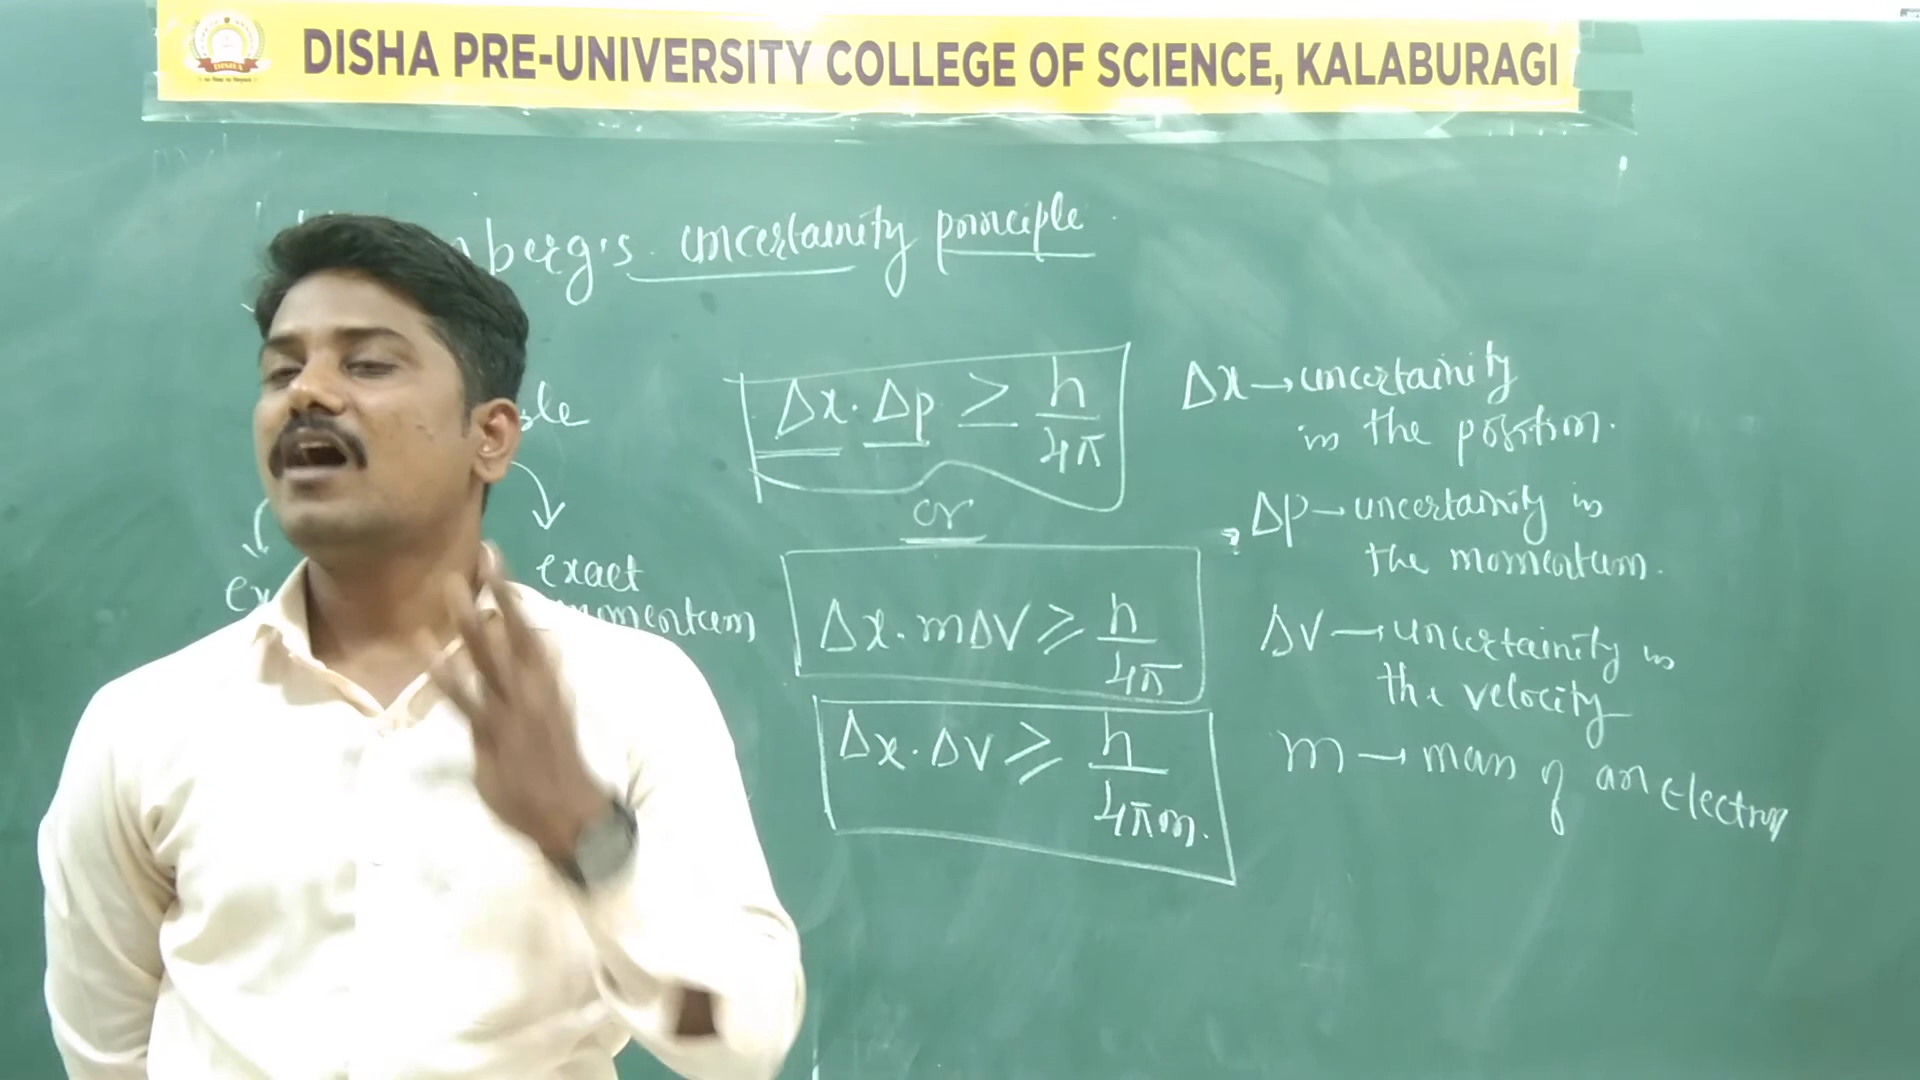 DISHA PRE-UNIVERSITY COLLEGE OF SCIENCE, KALABURAGI
DISHA
uncertainity principle
exact
Δx · Δp ≥ h/4π
or
Δx · mΔV ≥ h/4π
Δx · ΔV ≥ h/4πm.
Δx → uncertainity
in the position.
Δp → uncertainity in
the momentum.
ΔV → uncertainity in
the velocity
m → mass of an electron